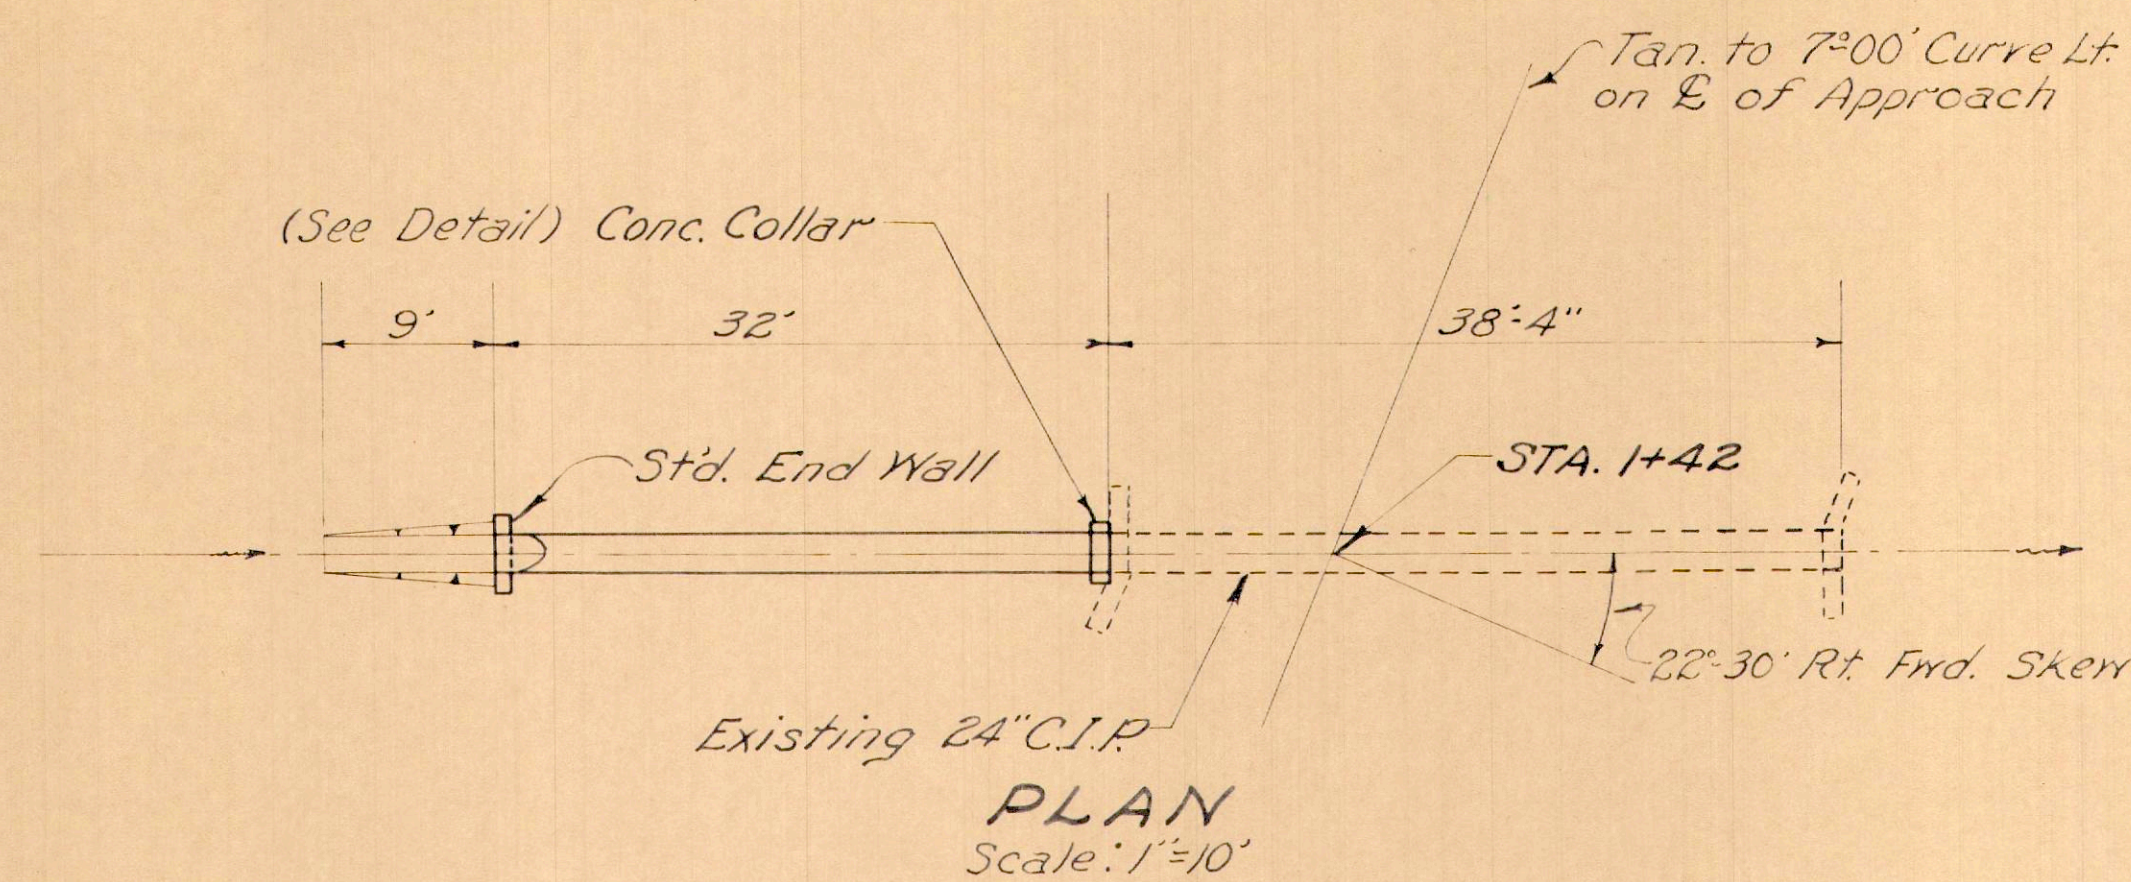 Tan. to 7°00' Curve Lt.
on ℄ of Approach
(See Detail) Conc. Collar
9'
32'
38'-4"
St'd. End Wall
STA. 1+42
22°-30' Rt. Fwd. Skew
Existing 24" C.I.P.
PLAN
Scale: 1"=10'